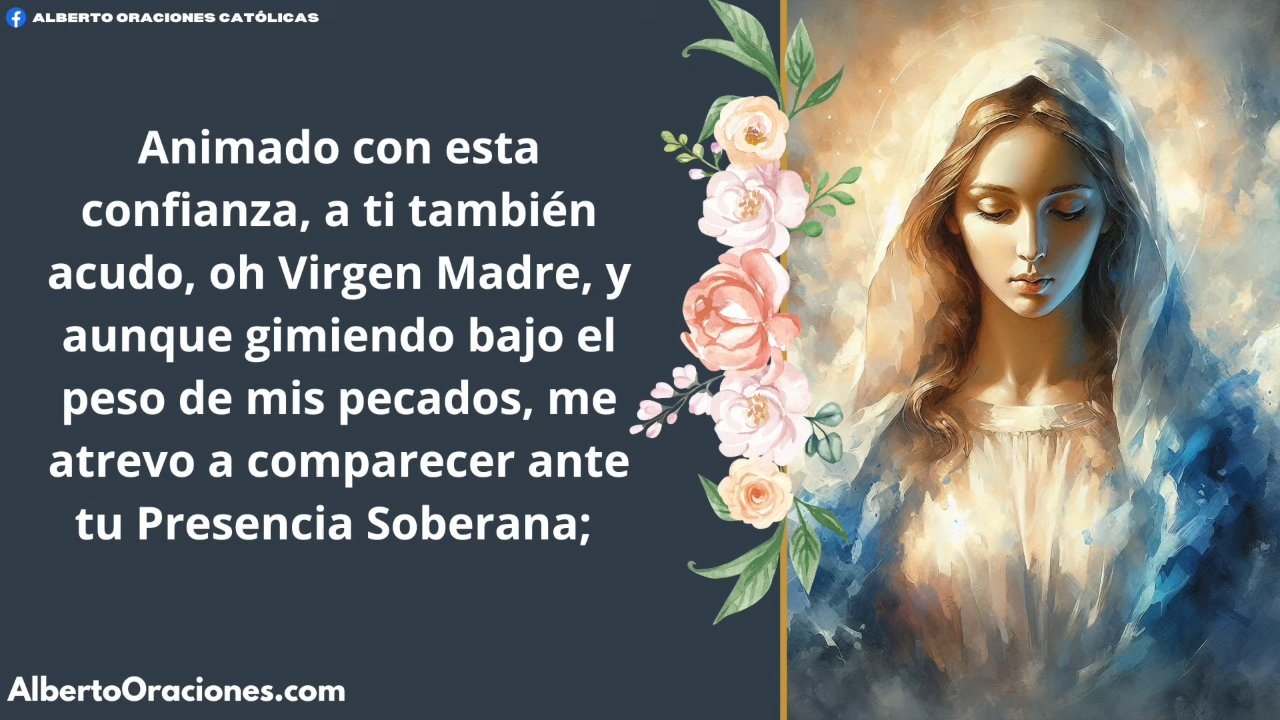 ALBERTO ORACIONES CATÓLICAS
Animado con esta
confianza, a ti también
acudo, oh Virgen Madre, y
aunque gimiendo bajo el
peso de mis pecados, me
atrevo a comparecer ante
tu Presencia Soberana;
AlbertoOraciones.com